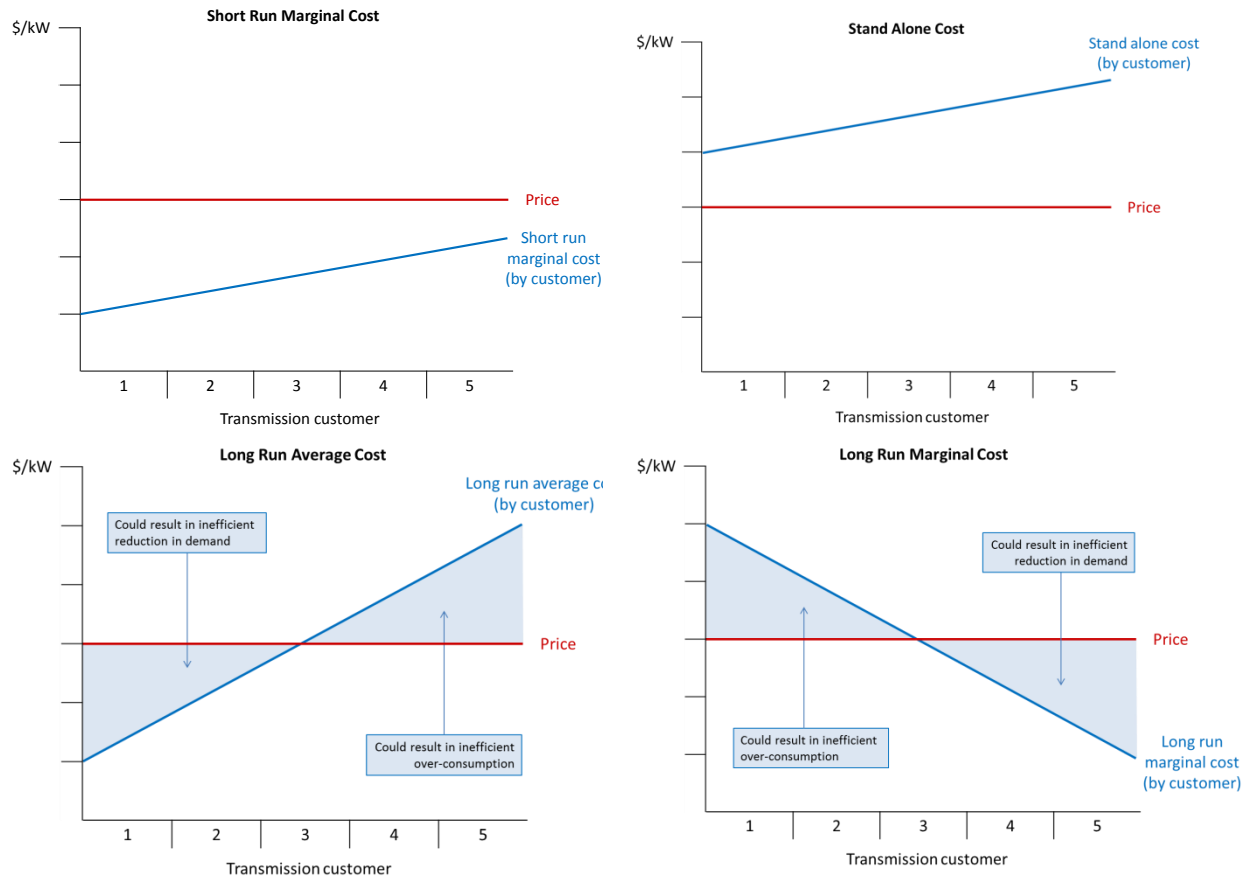 Short Run Marginal Cost
$/kW
Price
Short run
marginal cost
(by customer)
1 2 3 4 5
Transmission customer
Stand Alone Cost
$/kW
Stand alone cost
(by customer)
Price
1 2 3 4 5
Transmission customer
Long Run Average Cost
$/kW
Long run average c
(by customer)
Could result in inefficient
reduction in demand
Price
Could result in inefficient
over-consumption
1 2 3 4 5
Transmission customer
Long Run Marginal Cost
$/kW
Could result in inefficient
reduction in demand
Price
Could result in inefficient
over-consumption
Long run
marginal cost
(by customer)
1 2 3 4 5
Transmission customer